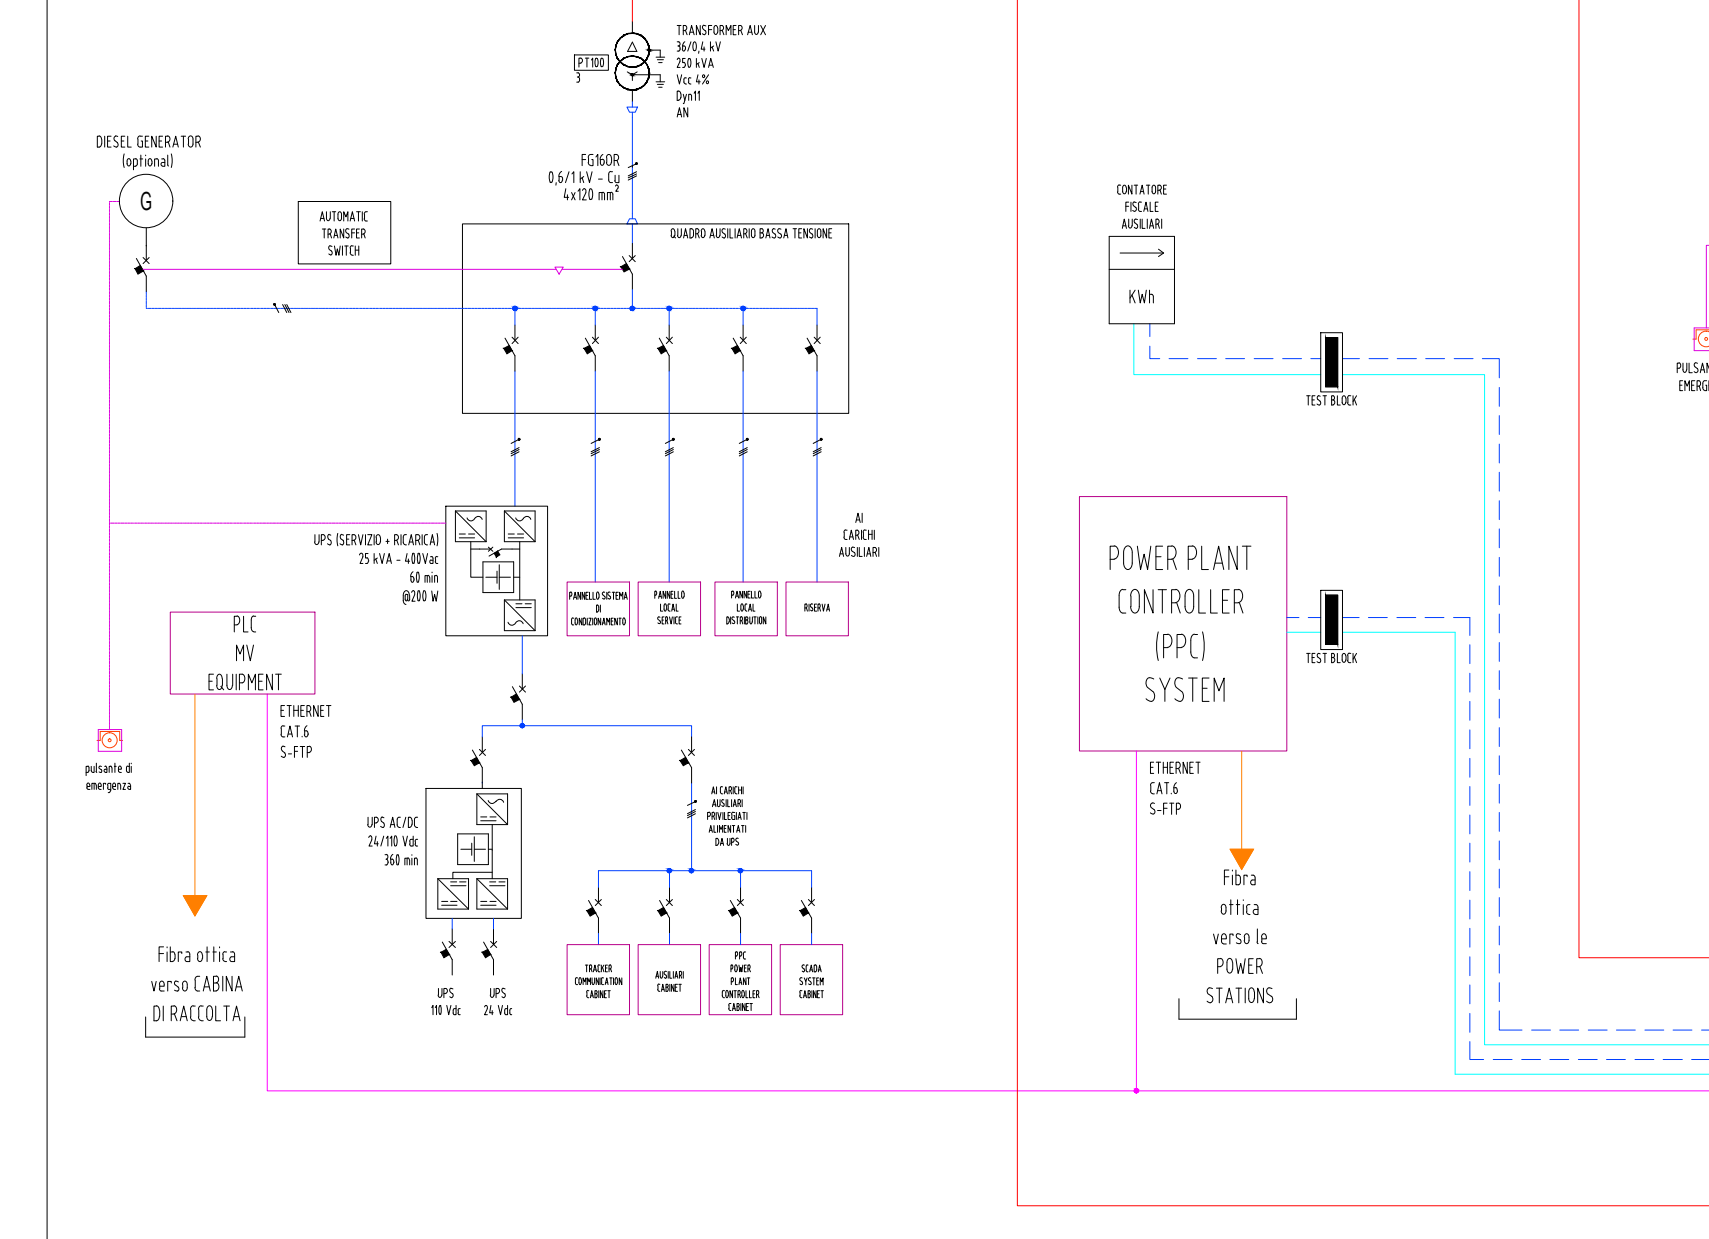 TRANSFORMER AUX
36/0,4 kV
250 kVA
Vcc 4%
Dyn11
AN
PT100
3
DIESEL GENERATOR
(optional)
G
FG16OR
0,6/1 kV - Cu
4x120 mm²
AUTOMATIC
TRANSFER
SWITCH
QUADRO AUSILIARIO BASSA TENSIONE
CONTATORE
FISCALE
AUSILIARI
KWh
TEST BLOCK
AI
CARICHI
AUSILIARI
UPS (SERVIZIO + RICARICA)
25 kVA - 400Vac
60 min
@200 W
PANNELLO SISTEMA
DI
CONDIZIONAMENTO
PANNELLO
LOCAL
SERVICE
PANNELLO
LOCAL
DISTRIBUTION
RISERVA
POWER PLANT
CONTROLLER
(PPC)
SYSTEM
TEST BLOCK
PLC
MV
EQUIPMENT
ETHERNET
CAT.6
S-FTP
pulsante di
emergenza
ETHERNET
CAT.6
S-FTP
AI CARICHI
AUSILIARI
PRIVILEGIATI
ALIMENTATI
DA UPS
UPS AC/DC
24/110 Vdc
360 min
Fibra ottica
verso CABINA
DI RACCOLTA
UPS
110 Vdc
UPS
24 Vdc
TRACKER
COMMUNICATION
CABINET
AUSILIARI
CABINET
PPC
POWER
PLANT
CONTROLLER
CABINET
SCADA
SYSTEM
CABINET
Fibra
ottica
verso le
POWER
STATIONS